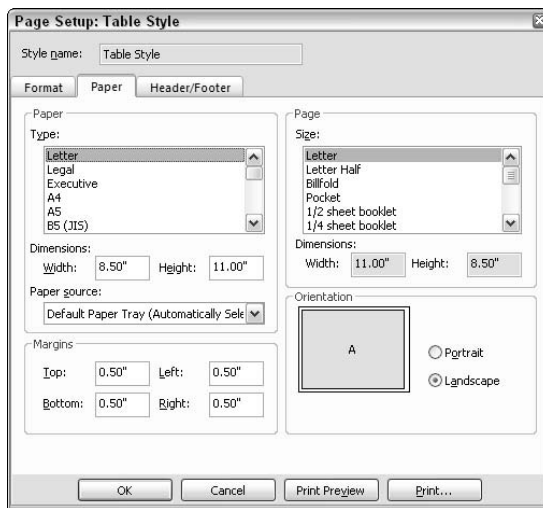 Page Setup: Table Style
Style name: Table Style
Format Paper Header/Footer
Paper
Type:
Letter
Legal
Executive
A4
A5
B5 (JIS)
Dimensions:
Width: 8.50" Height: 11.00"
Paper source:
Default Paper Tray (Automatically Sele
Margins
Top: 0.50" Left: 0.50"
Bottom: 0.50" Right: 0.50"
Page
Size:
Letter
Letter Half
Billfold
Pocket
1/2 sheet booklet
1/4 sheet booklet
Dimensions:
Width: 11.00" Height: 8.50"
Orientation
A
Portrait
Landscape
OK Cancel Print Preview Print...